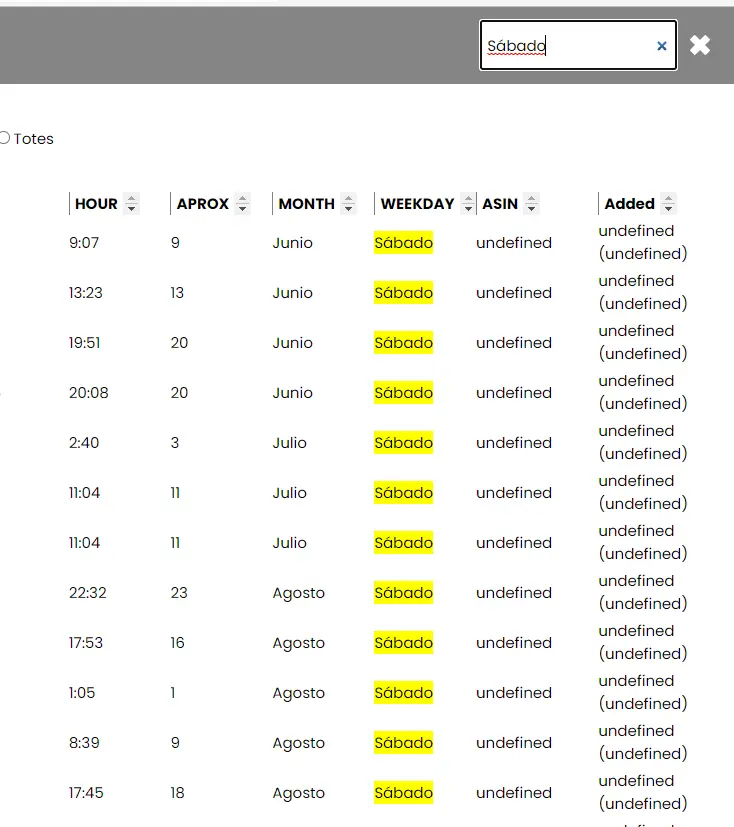 Sábado × ✖
Totes
HOUR APROX MONTH WEEKDAY ASIN Added
9:07 9 Junio Sábado undefined undefined
(undefined)
13:23 13 Junio Sábado undefined undefined
(undefined)
19:51 20 Junio Sábado undefined undefined
(undefined)
20:08 20 Junio Sábado undefined undefined
(undefined)
2:40 3 Julio Sábado undefined undefined
(undefined)
11:04 11 Julio Sábado undefined undefined
(undefined)
11:04 11 Julio Sábado undefined undefined
(undefined)
22:32 23 Agosto Sábado undefined undefined
(undefined)
17:53 16 Agosto Sábado undefined undefined
(undefined)
1:05 1 Agosto Sábado undefined undefined
(undefined)
8:39 9 Agosto Sábado undefined undefined
(undefined)
17:45 18 Agosto Sábado undefined undefined
(undefined)